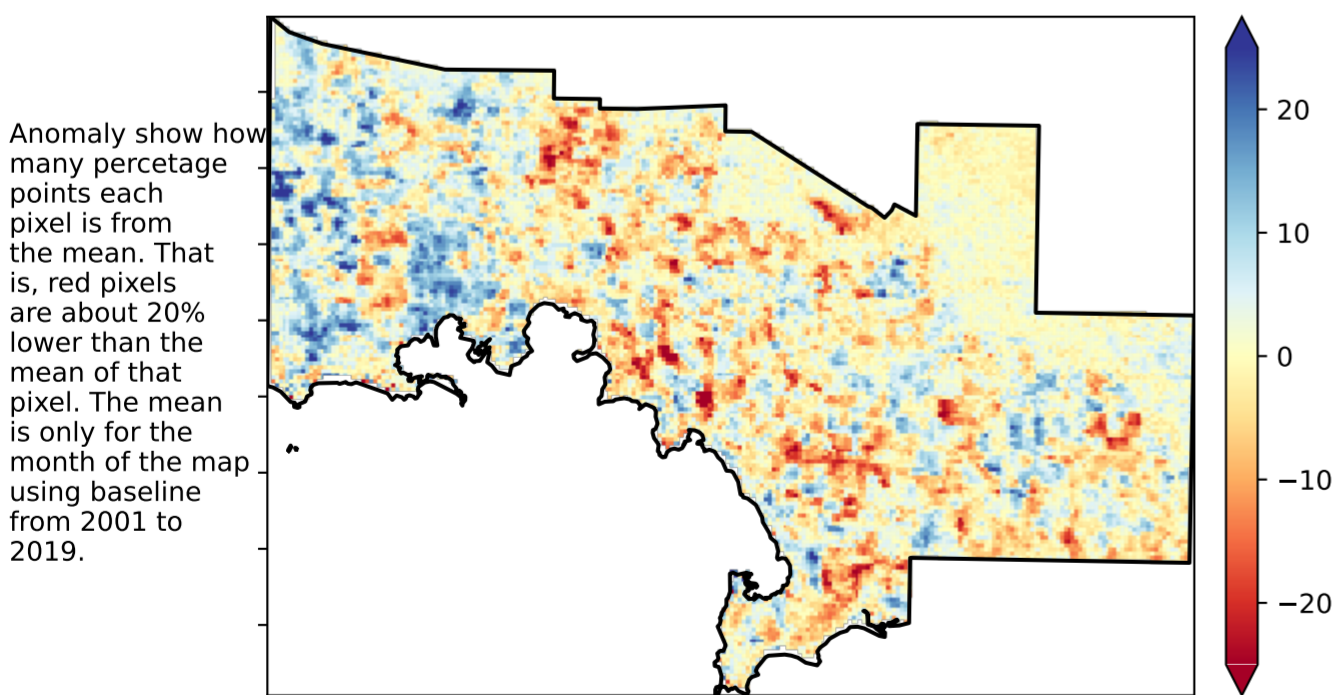 Anomaly show how
many percetage
points each
pixel is from
the mean. That
is, red pixels
are about 20%
lower than the
mean of that
pixel. The mean
is only for the
month of the map
using baseline
from 2001 to
2019.
20
10
0
−10
−20